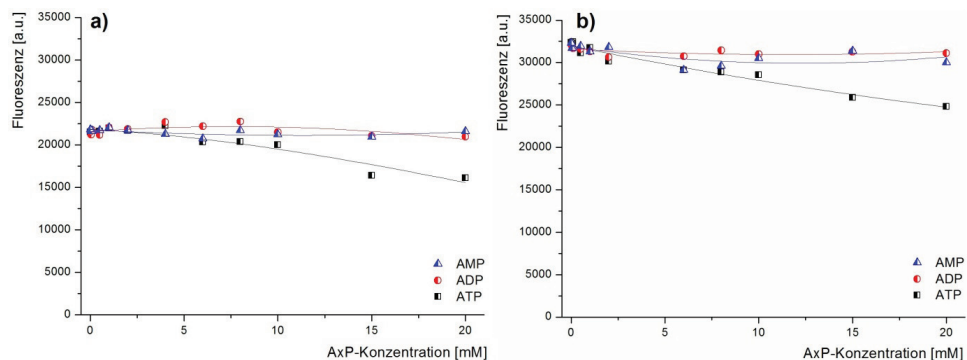 a)
Fluoreszenz [a.u.]
35000
30000
25000
20000
15000
10000
5000
0
AMP
ADP
ATP
0 5 10 15 20
AxP-Konzentration [mM]
b)
Fluoreszenz [a.u.]
35000
30000
25000
20000
15000
10000
5000
0
AMP
ADP
ATP
0 5 10 15 20
AxP-Konzentration [mM]